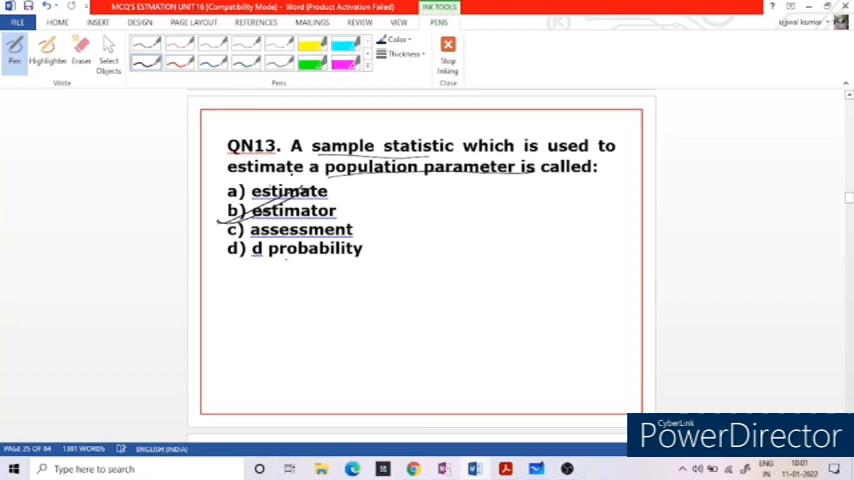 MCQ'S ESTMATION UNIT 16 [Compatibility Mode] - Word (Product Activation Failed)
INK TOOLS
FILE HOME INSERT DESIGN PAGE LAYOUT REFERENCES MAILINGS REVIEW VIEW PENS
ujjwal kumar
Pen Highlighter Eraser Select Objects
Color
Thickness
Stop Inking
Write Pens Close
QN13. A sample statistic which is used to
estimate a population parameter is called:
a) estimate
b) estimator
c) assessment
d) d probability
CyberLink
PowerDirector
PAGE 25 OF 84 1381 WORDS ENGLISH (INDIA)
Type here to search
ENG
IN
10:01
11-01-2022